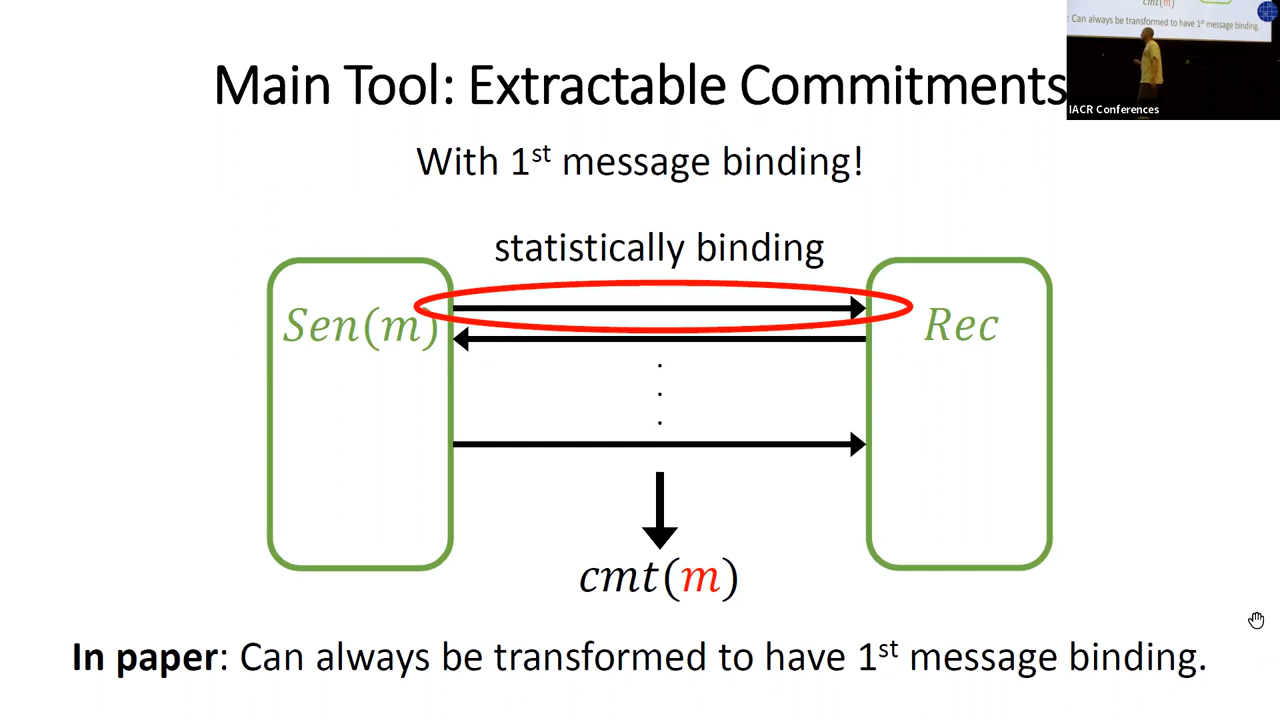 Main Tool: Extractable Commitments
cmt(m)
: Can always be transformed to have 1st message binding.
IACR Conferences
With 1st message binding!
statistically binding
Sen(m)
Rec
.
.
.
cmt(m)
In paper: Can always be transformed to have 1st message binding.